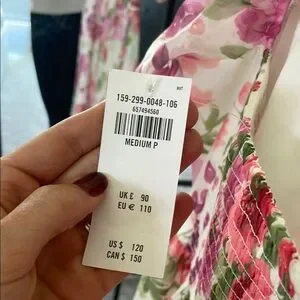 159-299-0048-106
657494560
MEDIUM P
UK £ 90
EU € 110
US $ 120
CAN $ 150